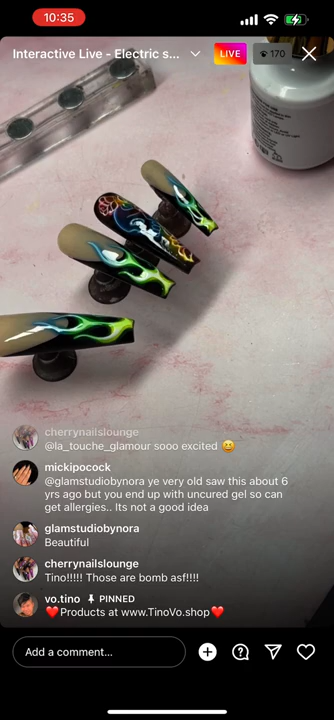 10:35
Interactive Live - Electric s...
LIVE
170
cherrynailslounge
@la_touche_glamour sooo excited 😆
mickipocock
@glamstudiobynora ye very old saw this about 6
yrs ago but you end up with uncured gel so can
get allergies.. Its not a good idea
glamstudiobynora
Beautiful
cherrynailslounge
Tino!!!!! Those are bomb asf!!!!
vo.tino PINNED
❤️Products at www.TinoVo.shop❤️
Add a comment...